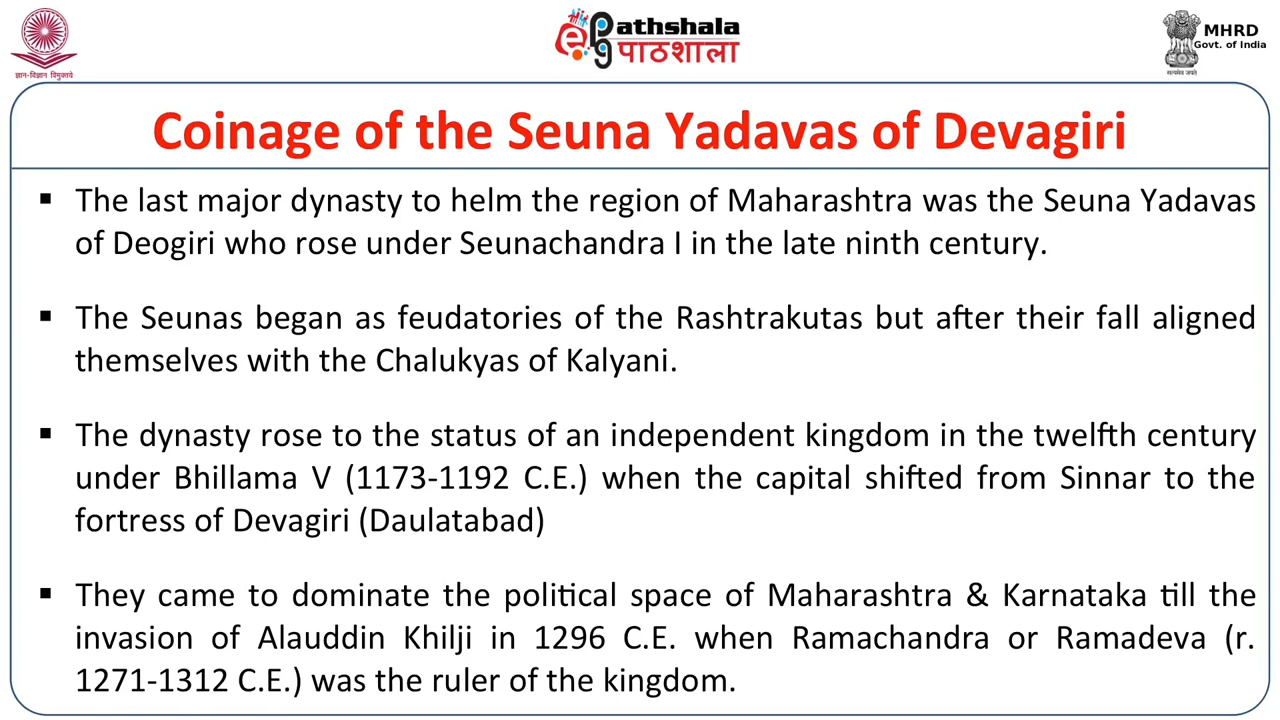 ज्ञान-विज्ञान विमुक्तये
ePathshala
पाठशाला
MHRD
Govt. of India
सत्यमेव जयते
Coinage of the Seuna Yadavas of Devagiri
▪ The last major dynasty to helm the region of Maharashtra was the Seuna Yadavas
of Deogiri who rose under Seunachandra I in the late ninth century.
▪ The Seunas began as feudatories of the Rashtrakutas but after their fall aligned
themselves with the Chalukyas of Kalyani.
▪ The dynasty rose to the status of an independent kingdom in the twelfth century
under Bhillama V (1173-1192 C.E.) when the capital shifted from Sinnar to the
fortress of Devagiri (Daulatabad)
▪ They came to dominate the political space of Maharashtra & Karnataka till the
invasion of Alauddin Khilji in 1296 C.E. when Ramachandra or Ramadeva (r.
1271-1312 C.E.) was the ruler of the kingdom.